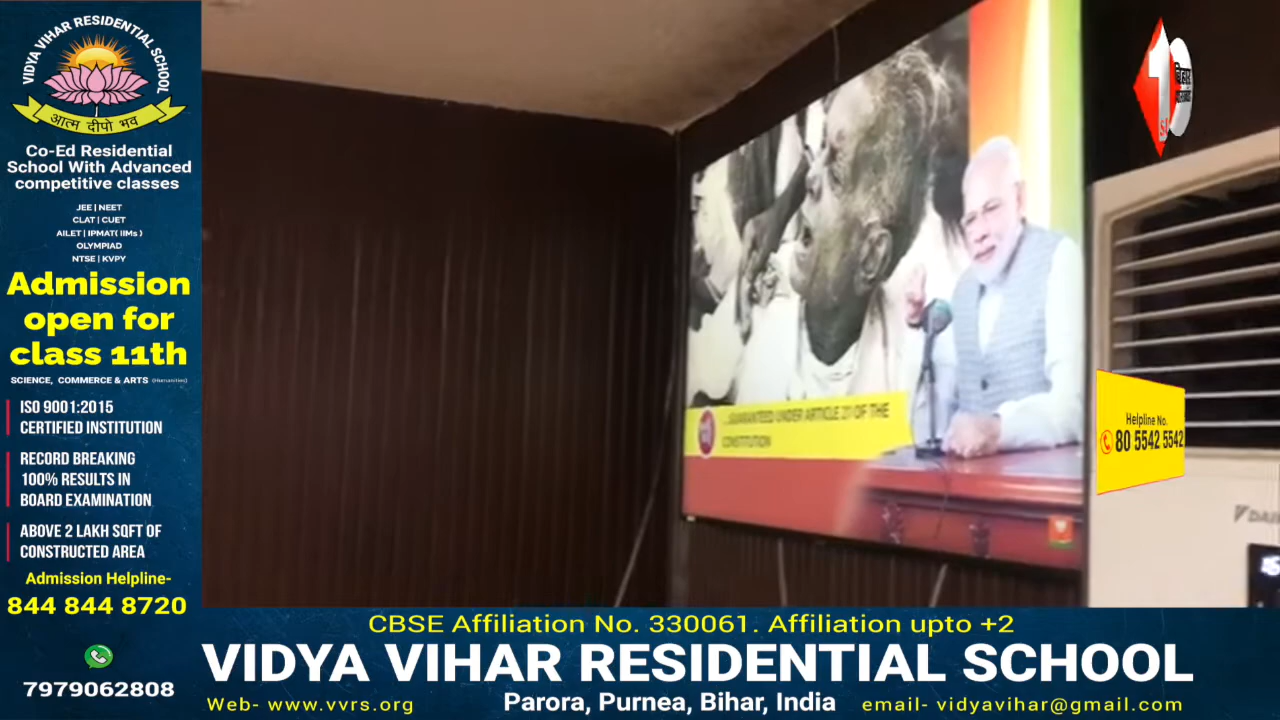 VIDYA VIHAR RESIDENTIAL SCHOOL
आत्म दीपो भव
Co-Ed Residential
School With Advanced
competitive classes
JEE | NEET
CLAT | CUET
AILET | IPMAT( IIMs )
OLYMPIAD
NTSE | KVPY
Admission
open for
class 11th
SCIENCE, COMMERCE & ARTS (Humanities)
ISO 9001:2015
CERTIFIED INSTITUTION
RECORD BREAKING
100% RESULTS IN
BOARD EXAMINATION
ABOVE 2 LAKH SQFT OF
CONSTRUCTED AREA
Admission Helpline-
844 844 8720
7979062808
...GUARANTEED UNDER ARTICLE 21 OF THE
CONSTITUTION
Helpline No.
80 5542 5542
CBSE Affiliation No. 330061. Affiliation upto +2
VIDYA VIHAR RESIDENTIAL SCHOOL
Web- www.vvrs.org
Parora, Purnea, Bihar, India
email- vidyavihar@gmail.com